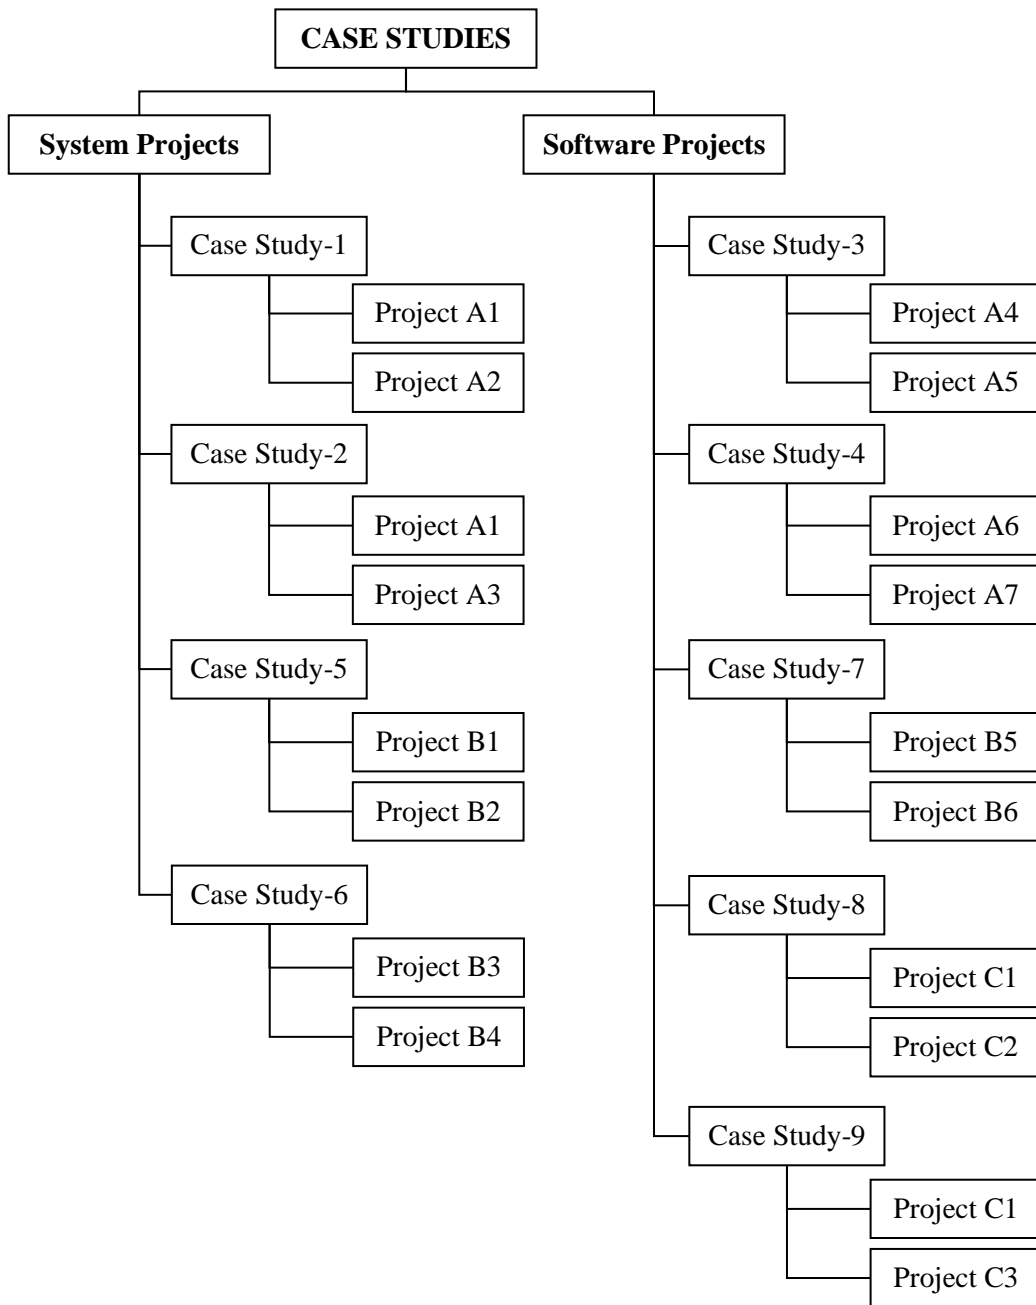 CASE STUDIES
System Projects
Case Study-1
Project A1
Project A2
Case Study-2
Project A1
Project A3
Case Study-5
Project B1
Project B2
Case Study-6
Project B3
Project B4
Software Projects
Case Study-3
Project A4
Project A5
Case Study-4
Project A6
Project A7
Case Study-7
Project B5
Project B6
Case Study-8
Project C1
Project C2
Case Study-9
Project C1
Project C3